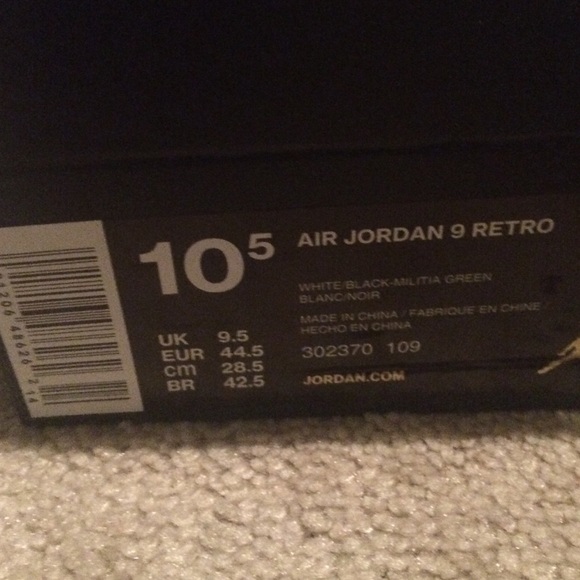 10⁵
AIR JORDAN 9 RETRO
WHITE/BLACK-MILITIA GREEN
BLANC/NOIR
MADE IN CHINA / FABRIQUE EN CHINE /
HECHO EN CHINA
302370 109
JORDAN.COM
UK 9.5
EUR 44.5
cm 28.5
BR 42.5